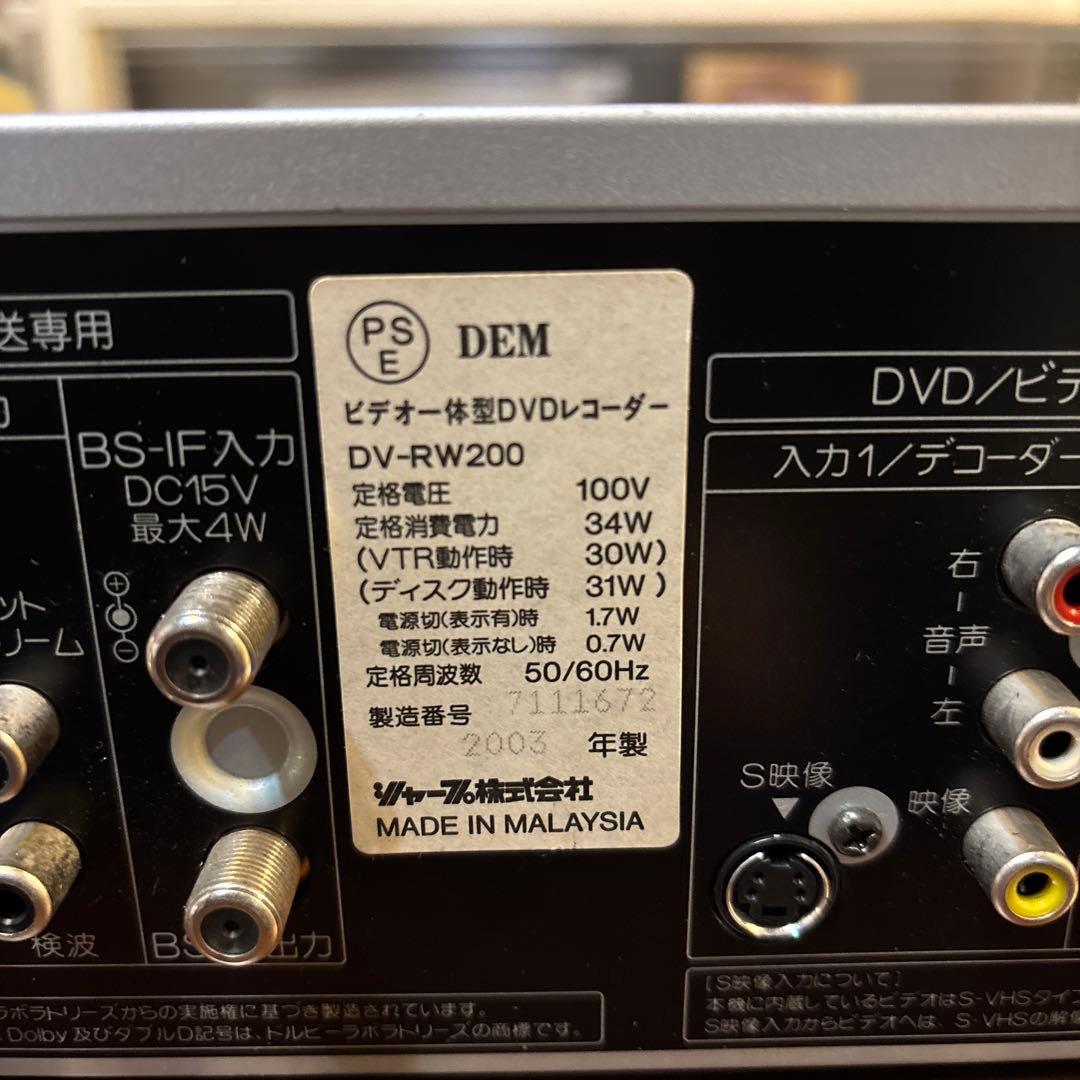 送専用
BS-IF入力
DC15V
最大4W
ット
リーム
検波
BS
出力
PS
E
DEM
ビデオ一体型DVDレコーダー
DV-RW200
定格電圧 100V
定格消費電力 34W
(VTR動作時 30W)
(ディスク動作時 31W)
電源切(表示有)時 1.7W
電源切(表示なし)時 0.7W
定格周波数 50/60Hz
製造番号 7111672
2003 年製
シャープ株式会社
MADE IN MALAYSIA
DVD/ビデ
入力1/デコーダー
右
音声
左
S映像
映像
ラボラトリーズからの実施権に基づき製造されています。
Dolby 及びダブルD記号は、ドルビーラボラトリーズの商標です。
[S映像入力について]
本機に内蔵しているビデオはS-VHSタイプ
S映像入力からビデオへは、S-VHSの解像